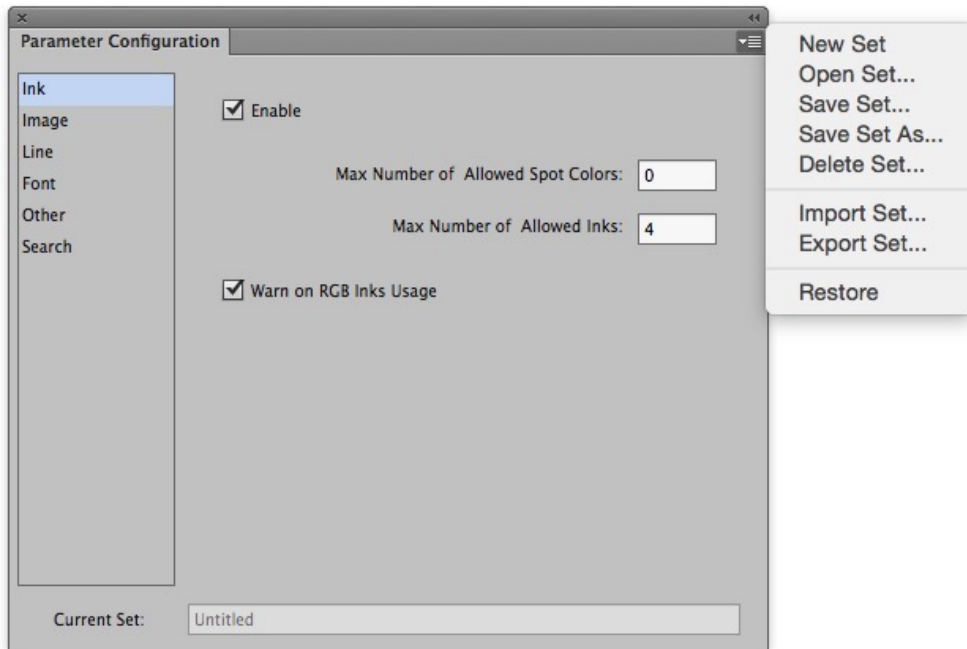 Parameter Configuration
Ink
Image
Line
Font
Other
Search
Enable
Max Number of Allowed Spot Colors: 0
Max Number of Allowed Inks: 4
Warn on RGB Inks Usage
Current Set: Untitled
New Set
Open Set...
Save Set...
Save Set As...
Delete Set...
Import Set...
Export Set...
Restore